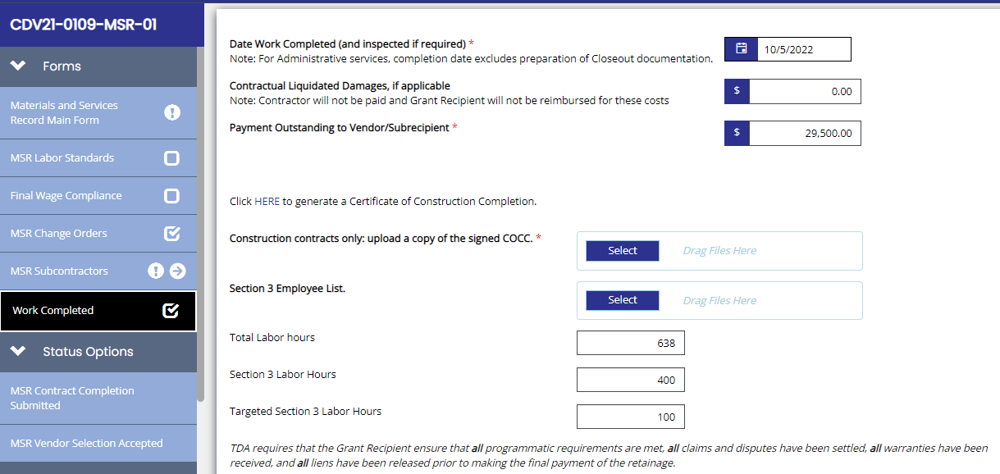 CDV21-0109-MSR-01
Forms
Materials and Services
Record Main Form
MSR Labor Standards
Final Wage Compliance
MSR Change Orders
MSR Subcontractors
Work Completed
Status Options
MSR Contract Completion
Submitted
MSR Vendor Selection Accepted
Date Work Completed (and inspected if required) *
10/5/2022
Note: For Administrative services, completion date excludes preparation of Closeout documentation.
Contractual Liquidated Damages, if applicable
$ 0.00
Note: Contractor will not be paid and Grant Recipient will not be reimbursed for these costs
Payment Outstanding to Vendor/Subrecipient *
$ 29,500.00
Click HERE to generate a Certificate of Construction Completion.
Construction contracts only: upload a copy of the signed COCC. *
Select Drag Files Here
Section 3 Employee List.
Select Drag Files Here
Total Labor hours
638
Section 3 Labor Hours
400
Targeted Section 3 Labor Hours
100
TDA requires that the Grant Recipient ensure that all programmatic requirements are met, all claims and disputes have been settled, all warranties have been
received, and all liens have been released prior to making the final payment of the retainage.